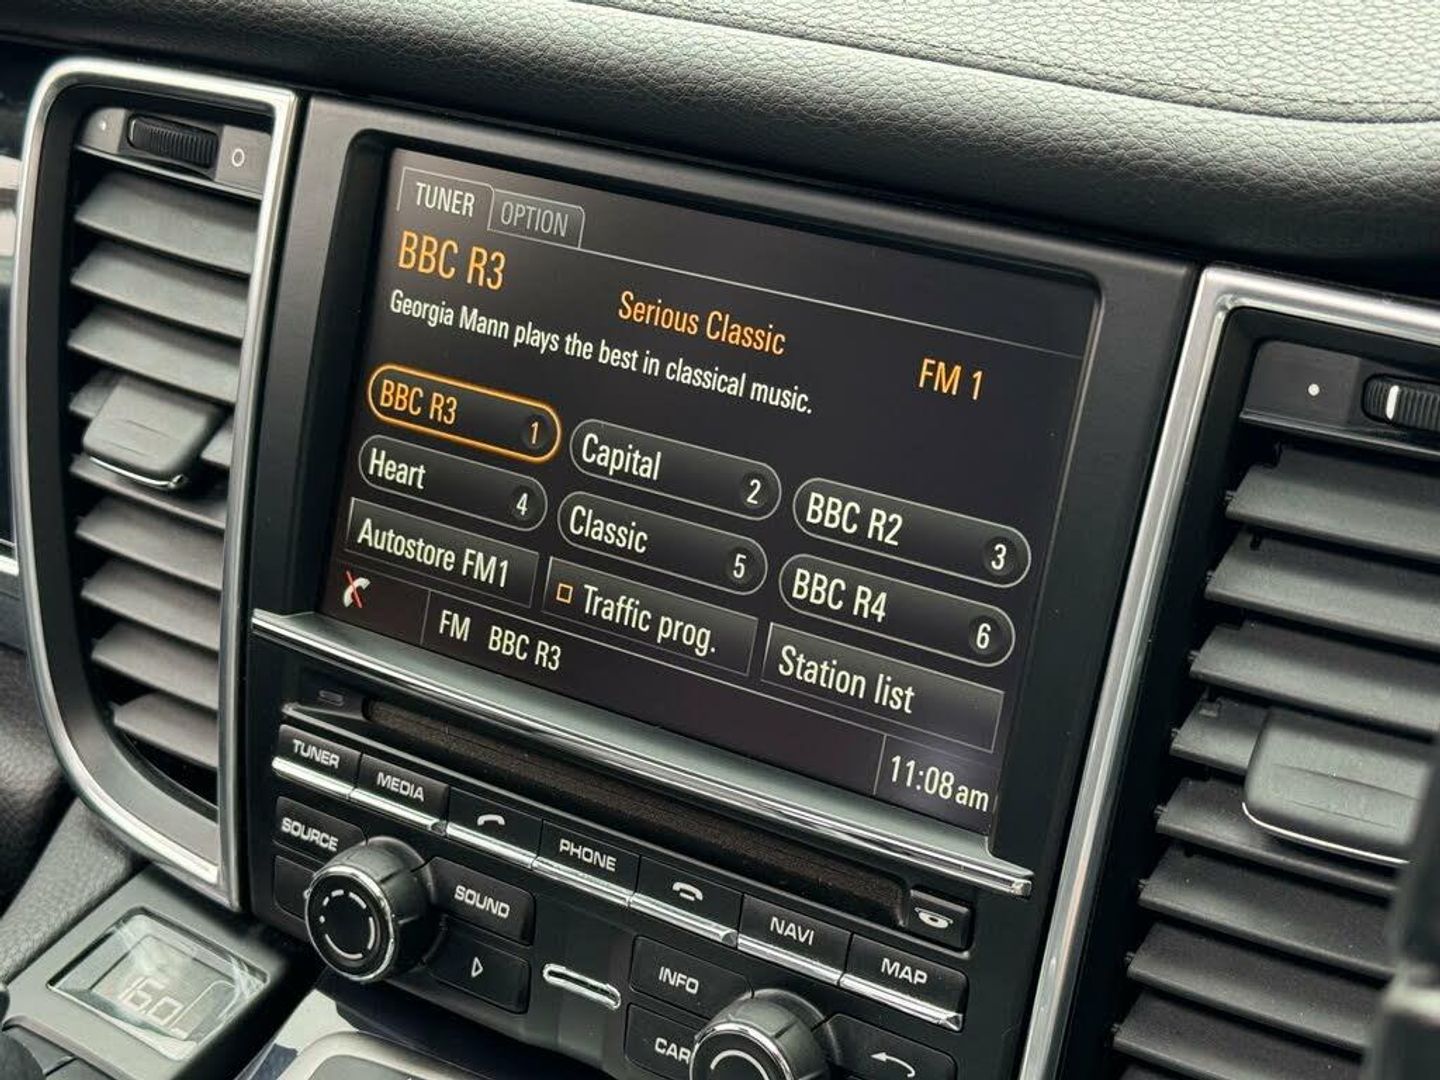 TUNER OPTION
BBC R3
Serious Classic
FM 1
Georgia Mann plays the best in classical music.
BBC R3 1
Capital 2
BBC R2 3
Heart 4
Classic 5
BBC R4 6
Autostore FM1
Traffic prog.
Station list
FM BBC R3
11:08am
TUNER
MEDIA
PHONE
NAVI
MAP
SOURCE
SOUND
INFO
CAR